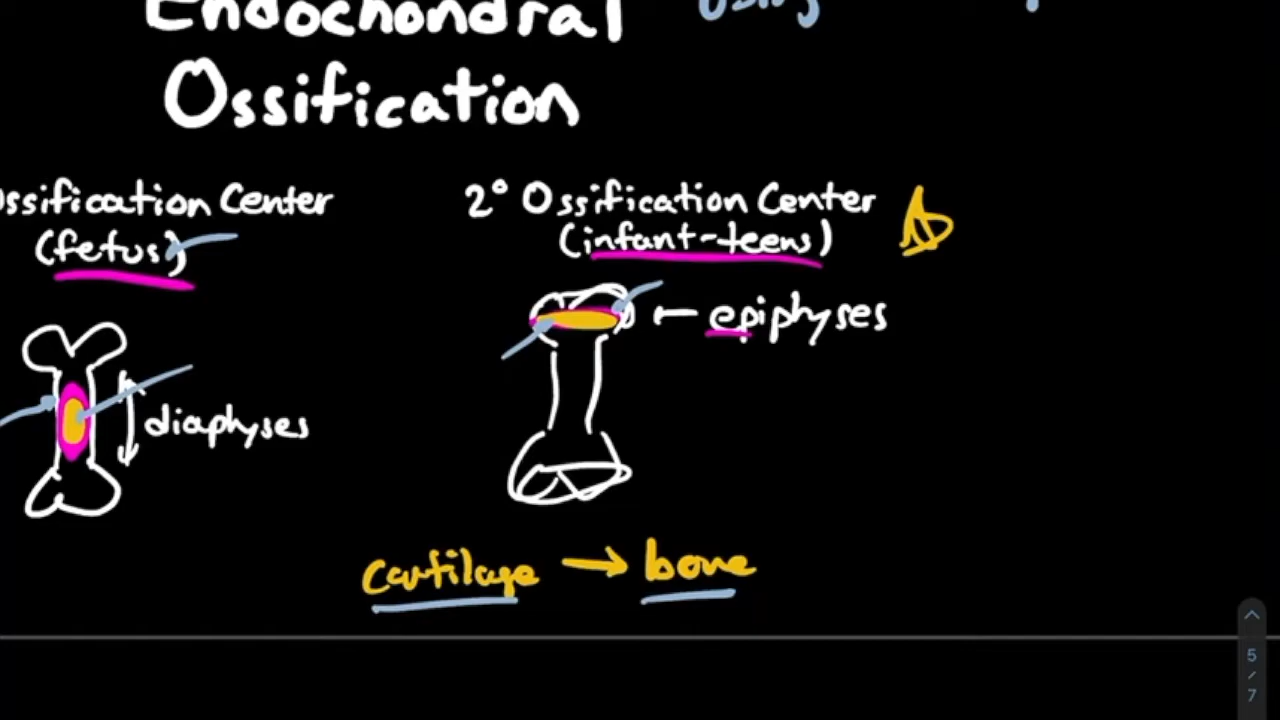 Endochondral
Ossification
ssification Center
(fetus)
2° Ossification Center
(infant-teens)
← epiphyses
diaphyses
cartilage → bone
5
/
7